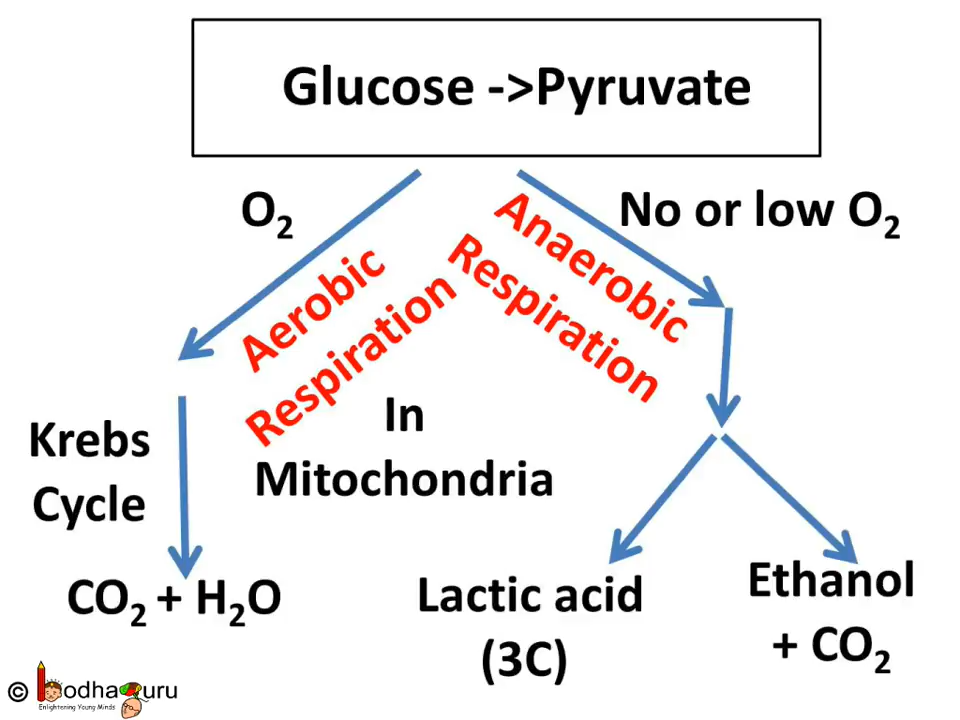 Glucose ->Pyruvate
O₂
No or low O₂
Aerobic
Respiration
Anaerobic
Respiration
In
Mitochondria
Krebs
Cycle
CO₂ + H₂O
Lactic acid
(3C)
Ethanol
+ CO₂
© BodhaGuru
Enlightening Young Minds